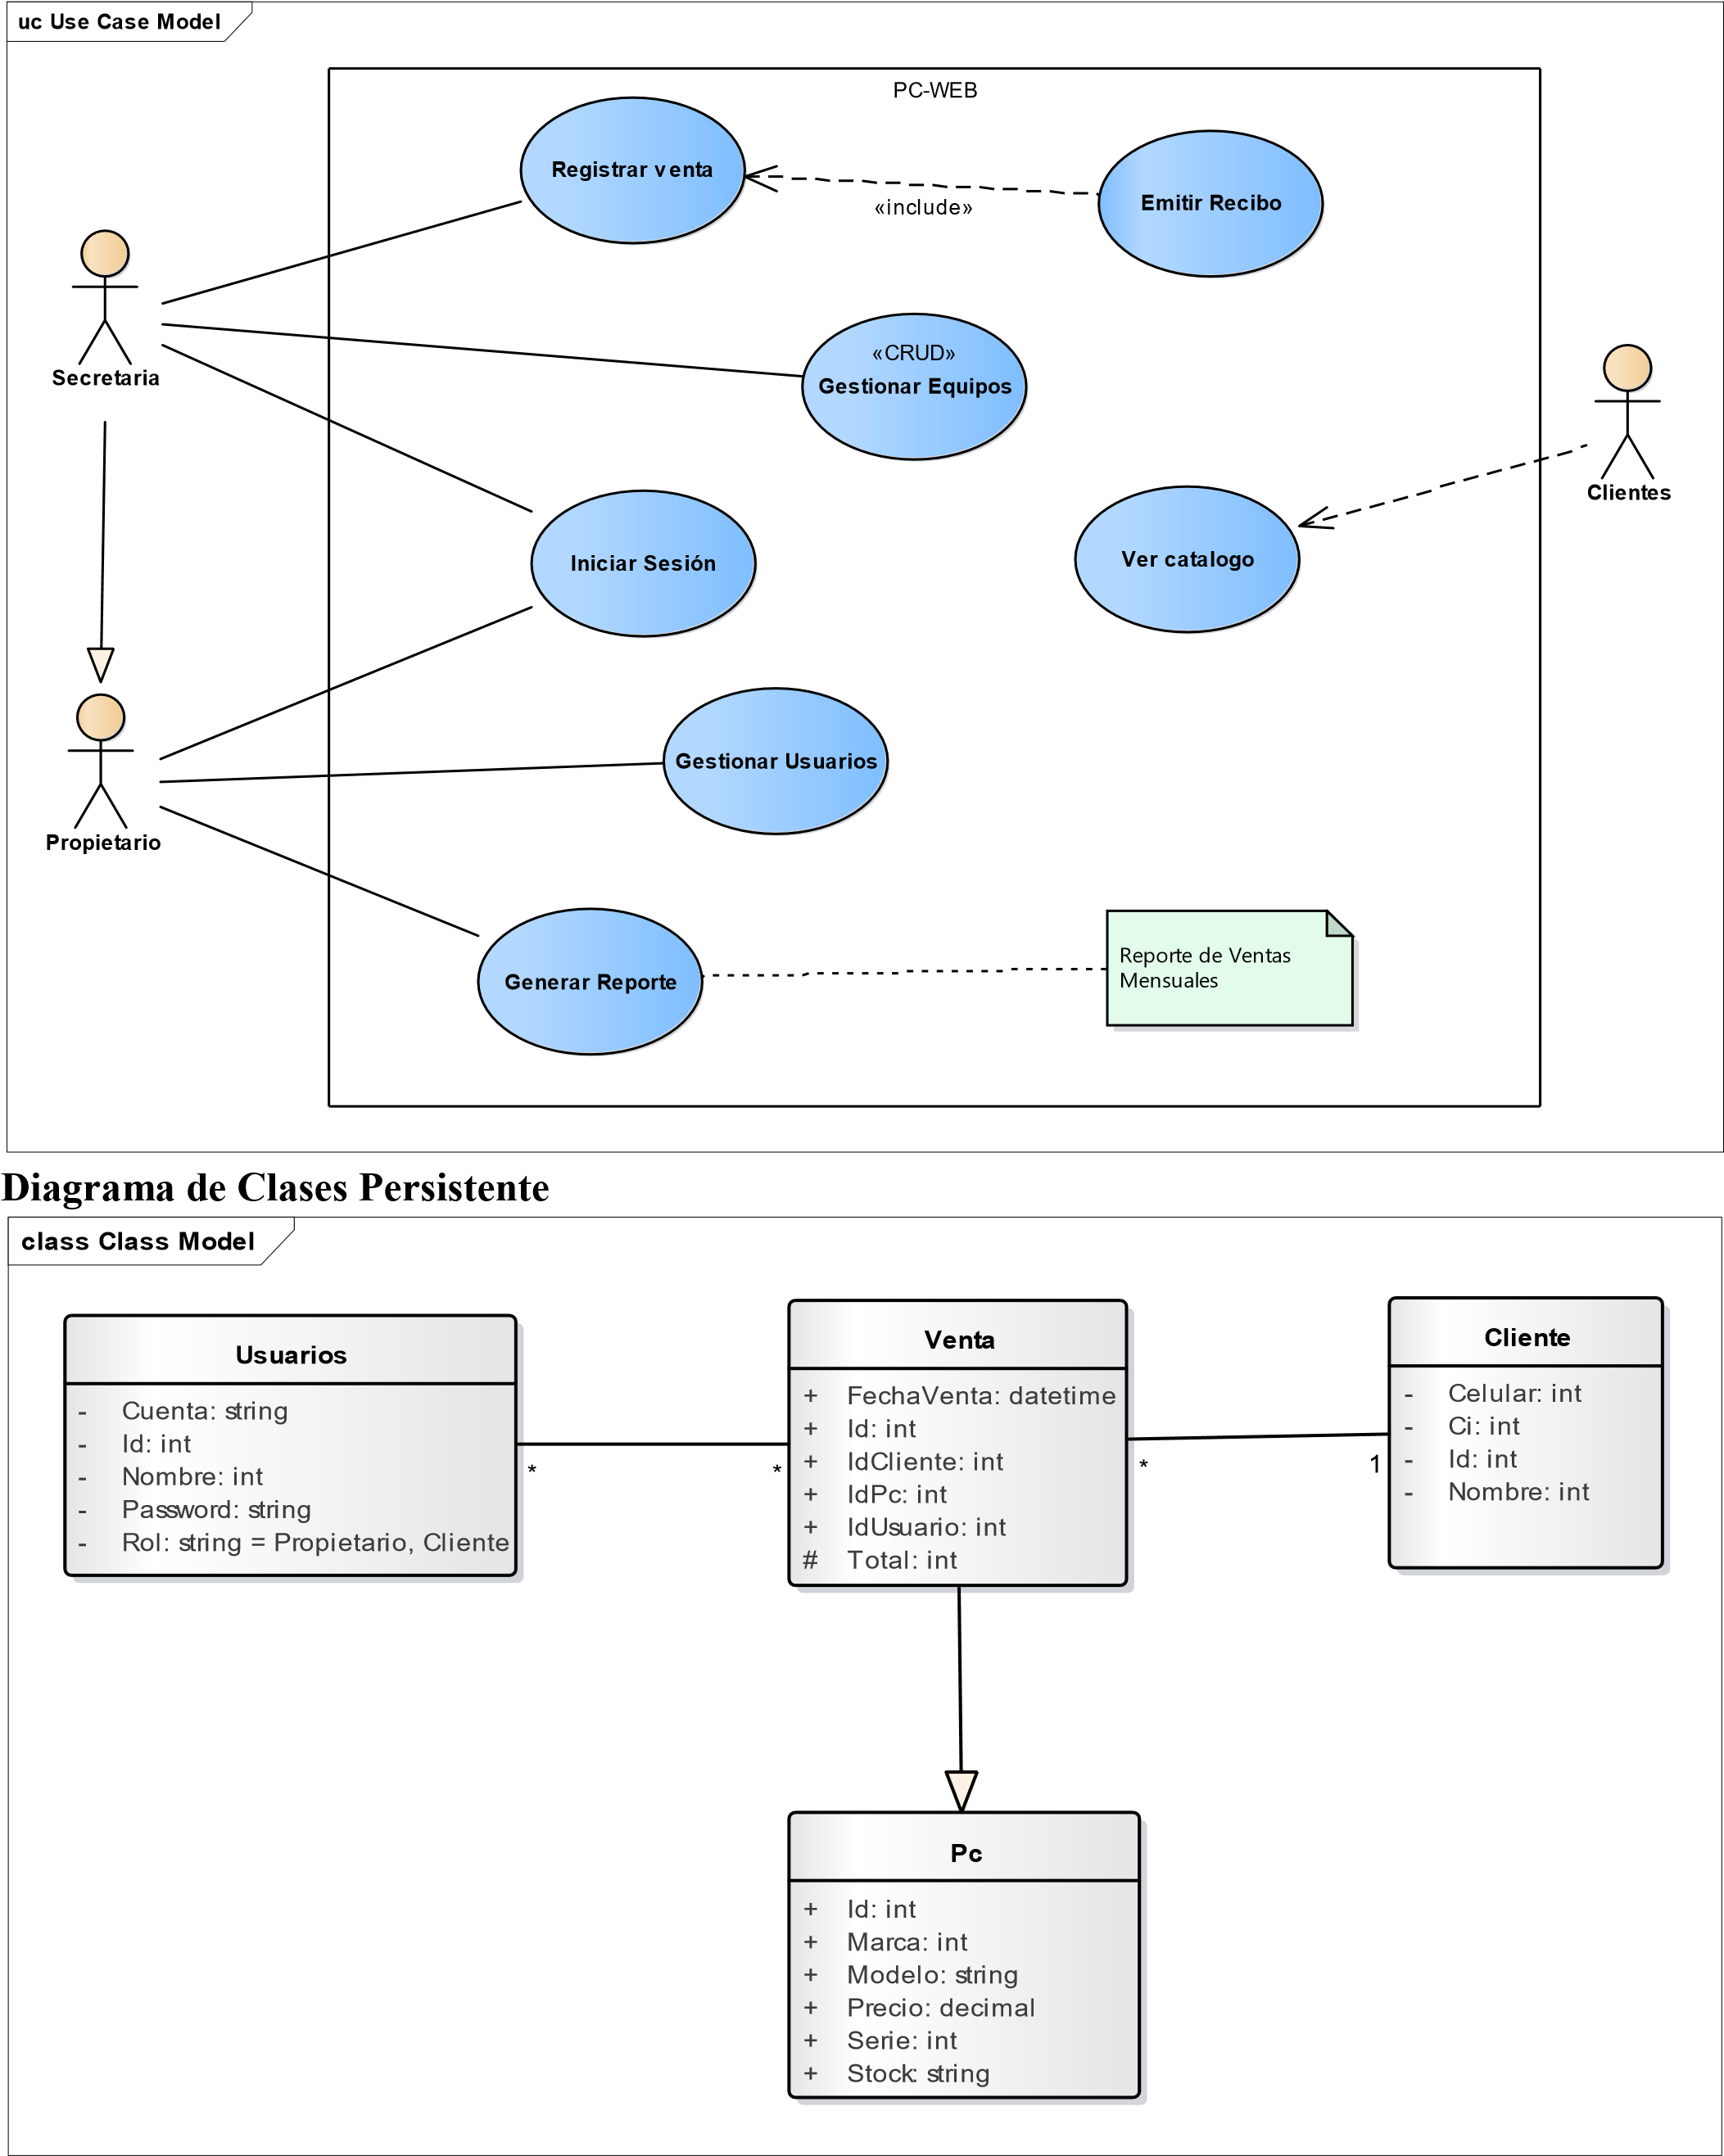 uc Use Case Model
PC-WEB
Registrar venta
Emitir Recibo
«include»
«CRUD»
Gestionar Equipos
Secretaria
Clientes
Iniciar Sesión
Ver catalogo
Gestionar Usuarios
Propietario
Generar Reporte
Reporte de Ventas
Mensuales
Diagrama de Clases Persistente
class Class Model
Usuarios
- Cuenta: string
- Id: int
- Nombre: int
- Password: string
- Rol: string = Propietario, Cliente
* *
Venta
+ FechaVenta: datetime
+ Id: int
+ IdCliente: int
+ IdPc: int
+ IdUsuario: int
# Total: int
* 1
Cliente
- Celular: int
- Ci: int
- Id: int
- Nombre: int
Pc
+ Id: int
+ Marca: int
+ Modelo: string
+ Precio: decimal
+ Serie: int
+ Stock: string